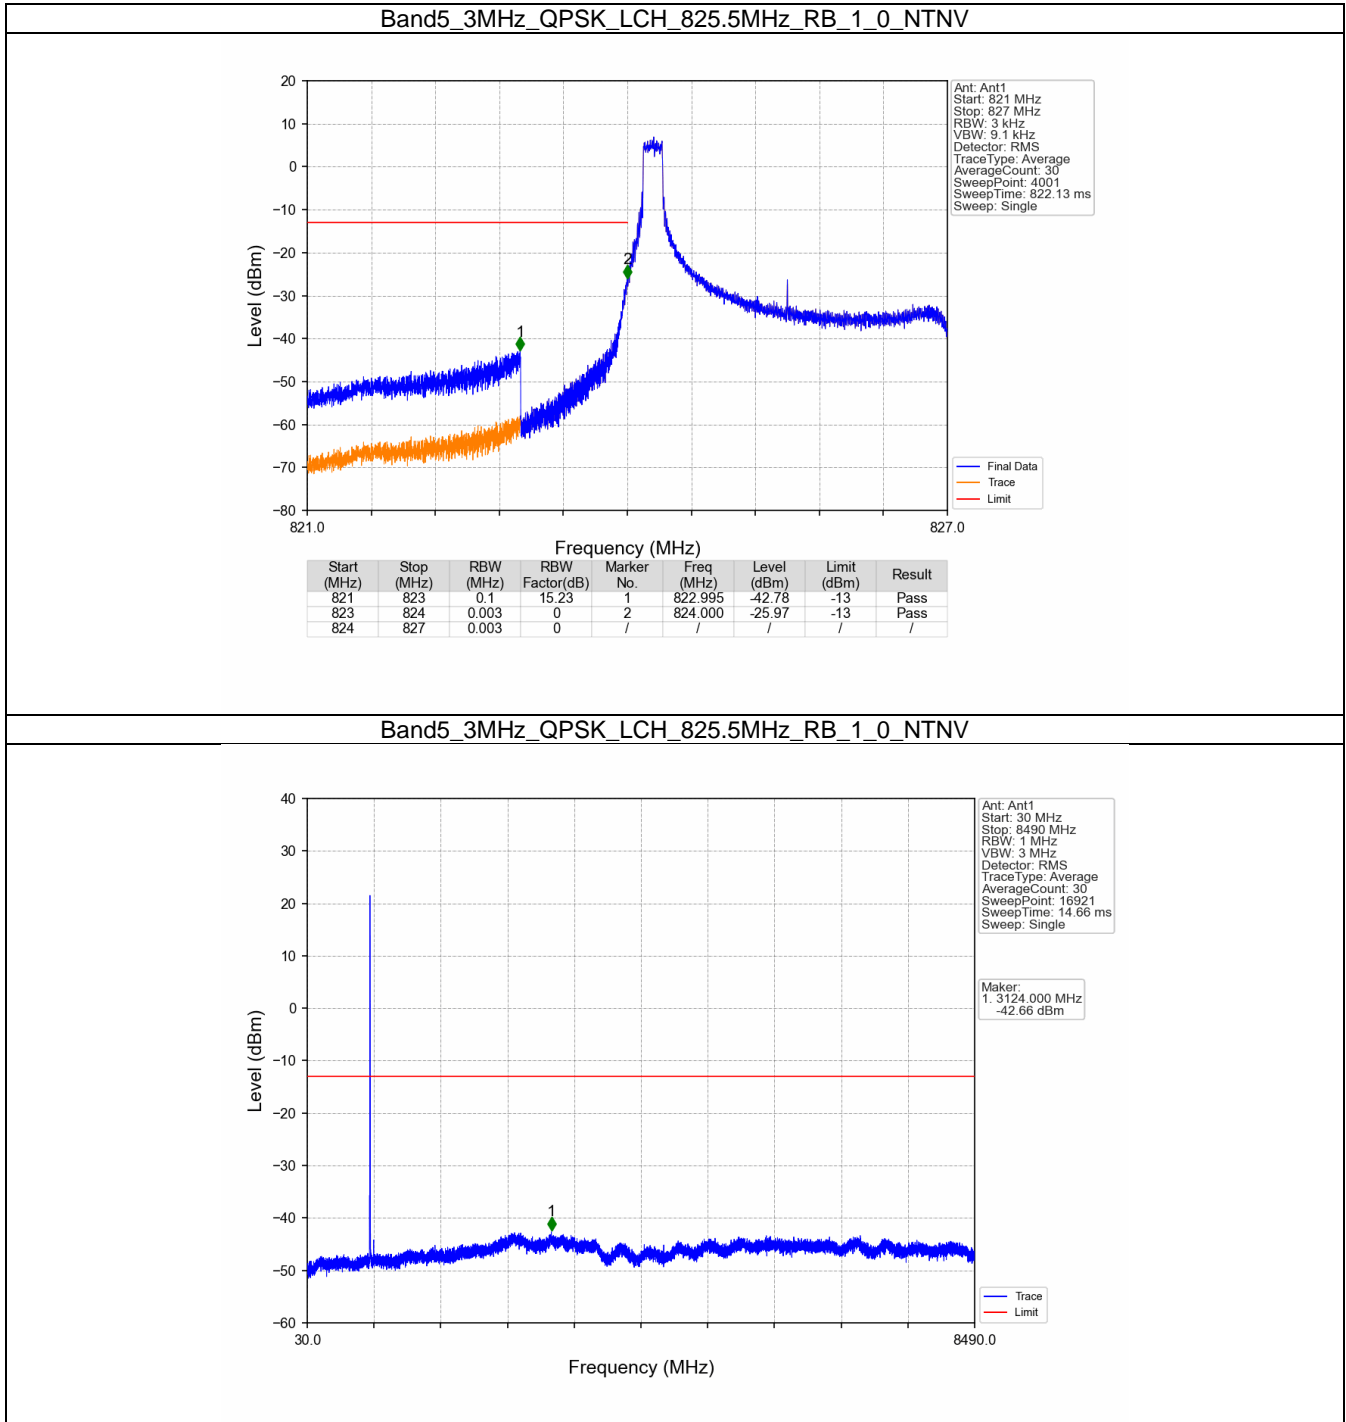 Band5_3MHz_QPSK_LCH_825.5MHz_RB_1_0_NTNV
20
10
0
−10
−20
−30
−40
−50
−60
−70
−80
Level (dBm)
1
2
821.0
827.0
Frequency (MHz)
Ant: Ant1
Start: 821 MHz
Stop: 827 MHz
RBW: 3 kHz
VBW: 9.1 kHz
Detector: RMS
TraceType: Average
AverageCount: 30
SweepPoint: 4001
SweepTime: 822.13 ms
Sweep: Single
Final Data
Trace
Limit
Start (MHz) Stop (MHz) RBW (MHz) RBW Factor(dB) Marker No. Freq (MHz) Level (dBm) Limit (dBm) Result
821 823 0.1 15.23 1 822.995 -42.78 -13 Pass
823 824 0.003 0 2 824.000 -25.97 -13 Pass
824 827 0.003 0 / / / / /
Band5_3MHz_QPSK_LCH_825.5MHz_RB_1_0_NTNV
40
30
20
10
0
−10
−20
−30
−40
−50
−60
Level (dBm)
1
30.0
8490.0
Frequency (MHz)
Ant: Ant1
Start: 30 MHz
Stop: 8490 MHz
RBW: 1 MHz
VBW: 3 MHz
Detector: RMS
TraceType: Average
AverageCount: 30
SweepPoint: 16921
SweepTime: 14.66 ms
Sweep: Single
Maker:
1. 3124.000 MHz
-42.66 dBm
Trace
Limit